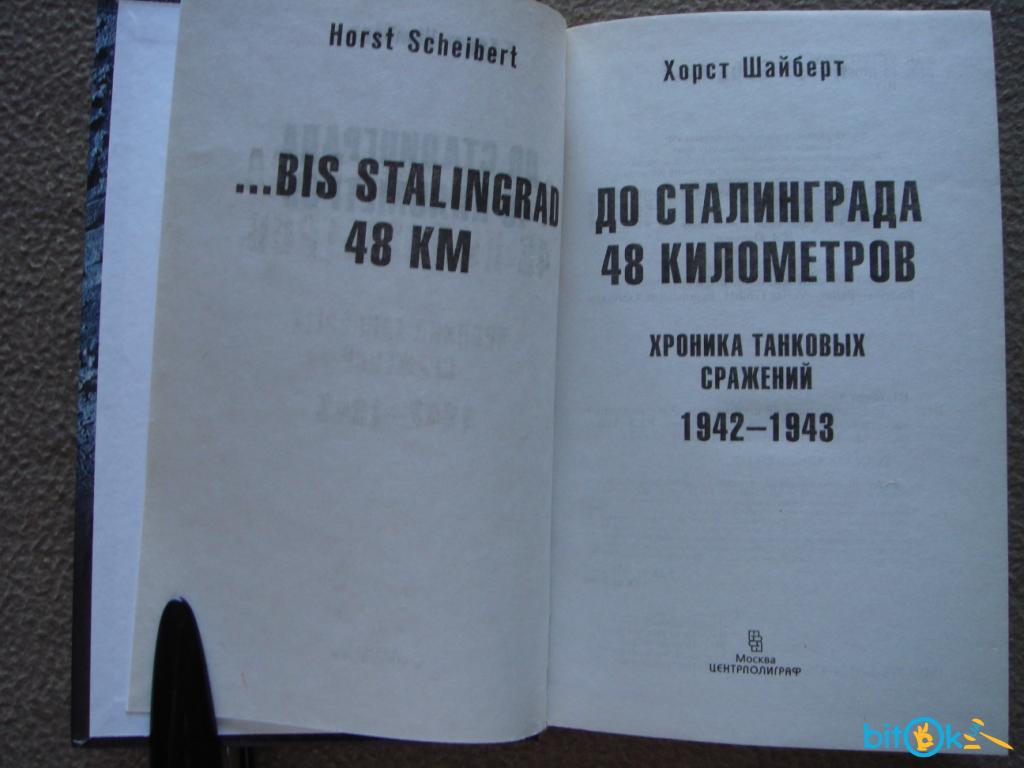 Horst Scheibert
...BIS STALINGRAD
48 KM
Хорст Шайберт
ДО СТАЛИНГРАДА
48 КИЛОМЕТРОВ
ХРОНИКА ТАНКОВЫХ
СРАЖЕНИЙ
1942–1943
Москва
ЦЕНТРПОЛИГРАФ
bitOk